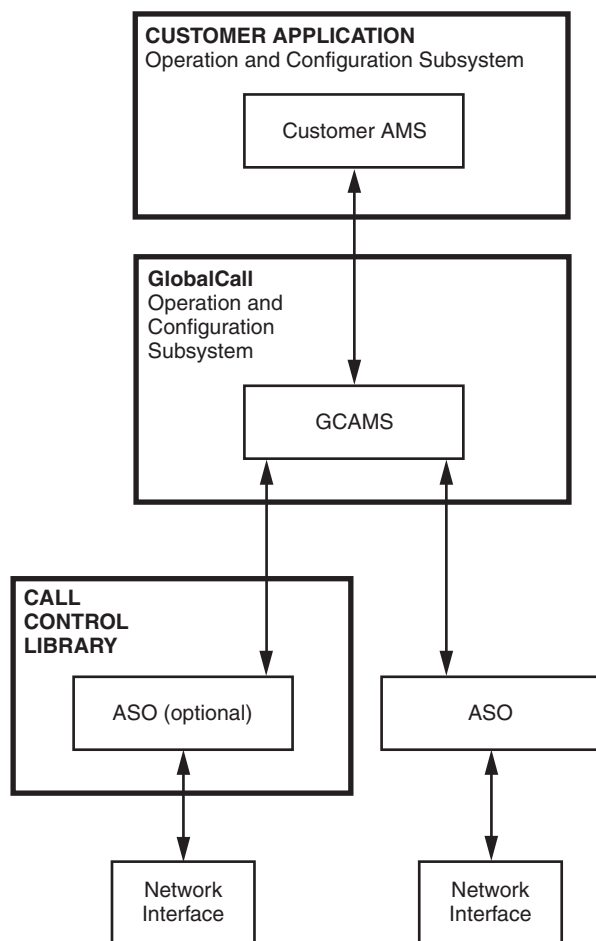 CUSTOMER APPLICATION
Operation and Configuration Subsystem
Customer AMS
GlobalCall
Operation and
Configuration
Subsystem
GCAMS
CALL
CONTROL
LIBRARY
ASO (optional)
ASO
Network
Interface
Network
Interface